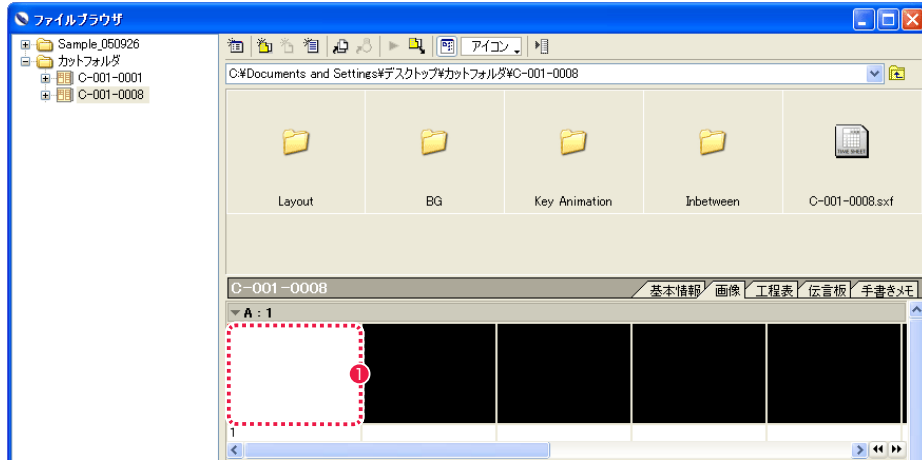 ファイルブラウザ
Sample_050926
カットフォルダ
C-001-0001
C-001-0008
アイコン
C:¥Documents and Settings¥デスクトップ¥カットフォルダ¥C-001-0008
Layout BG Key Animation Inbetween C-001-0008.sxf
C-001-0008 基本情報 画像 工程表 伝言板 手書きメモ
A : 1
1
1